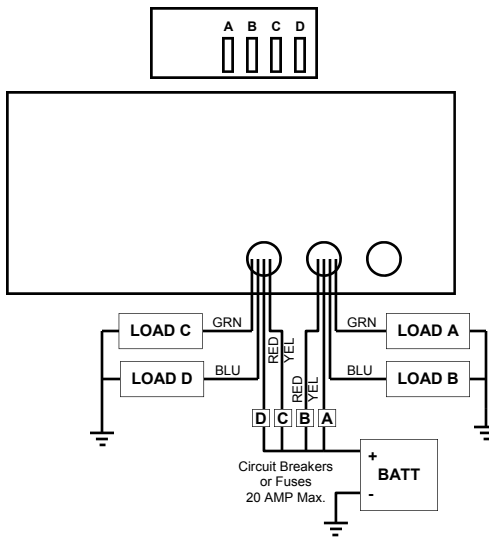 A B C D
LOAD C GRN GRN LOAD A
RED YEL
LOAD D BLU BLU LOAD B
RED YEL
D C B A
Circuit Breakers
or Fuses
20 AMP Max.
+
BATT
-